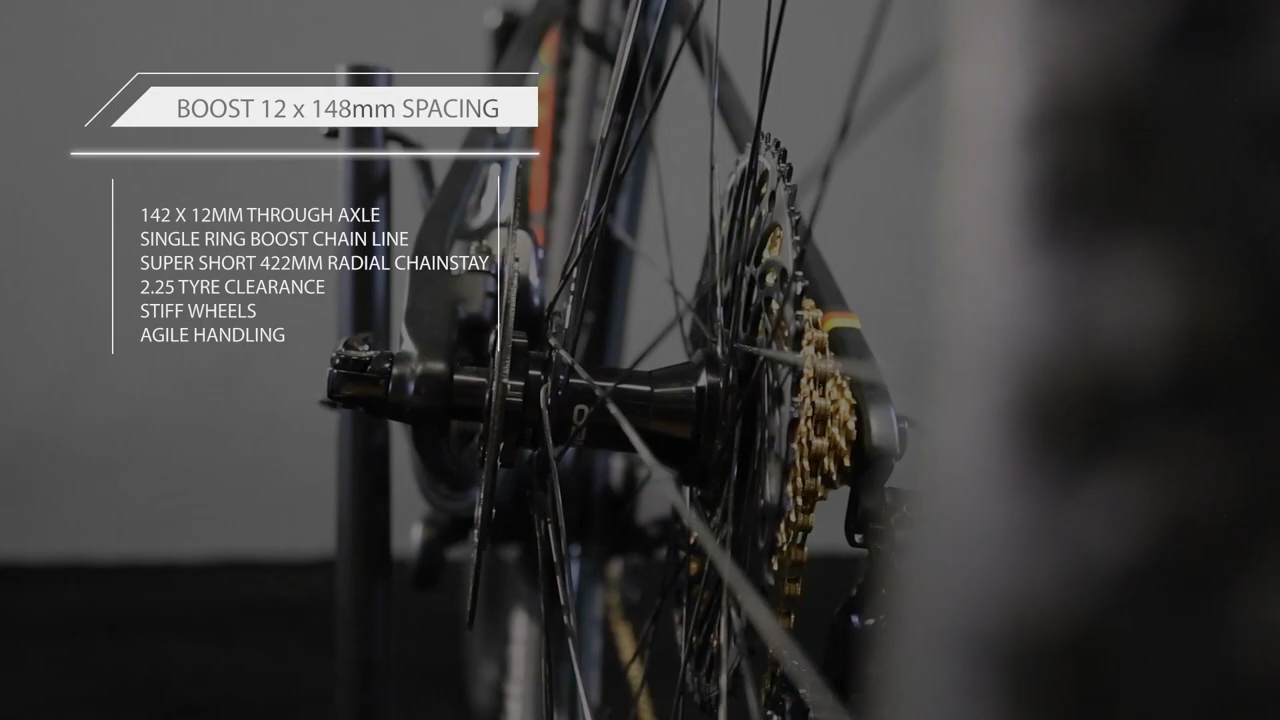 BOOST 12 x 148mm SPACING
142 X 12MM THROUGH AXLE
SINGLE RING BOOST CHAIN LINE
SUPER SHORT 422MM RADIAL CHAINSTAY
2.25 TYRE CLEARANCE
STIFF WHEELS
AGILE HANDLING